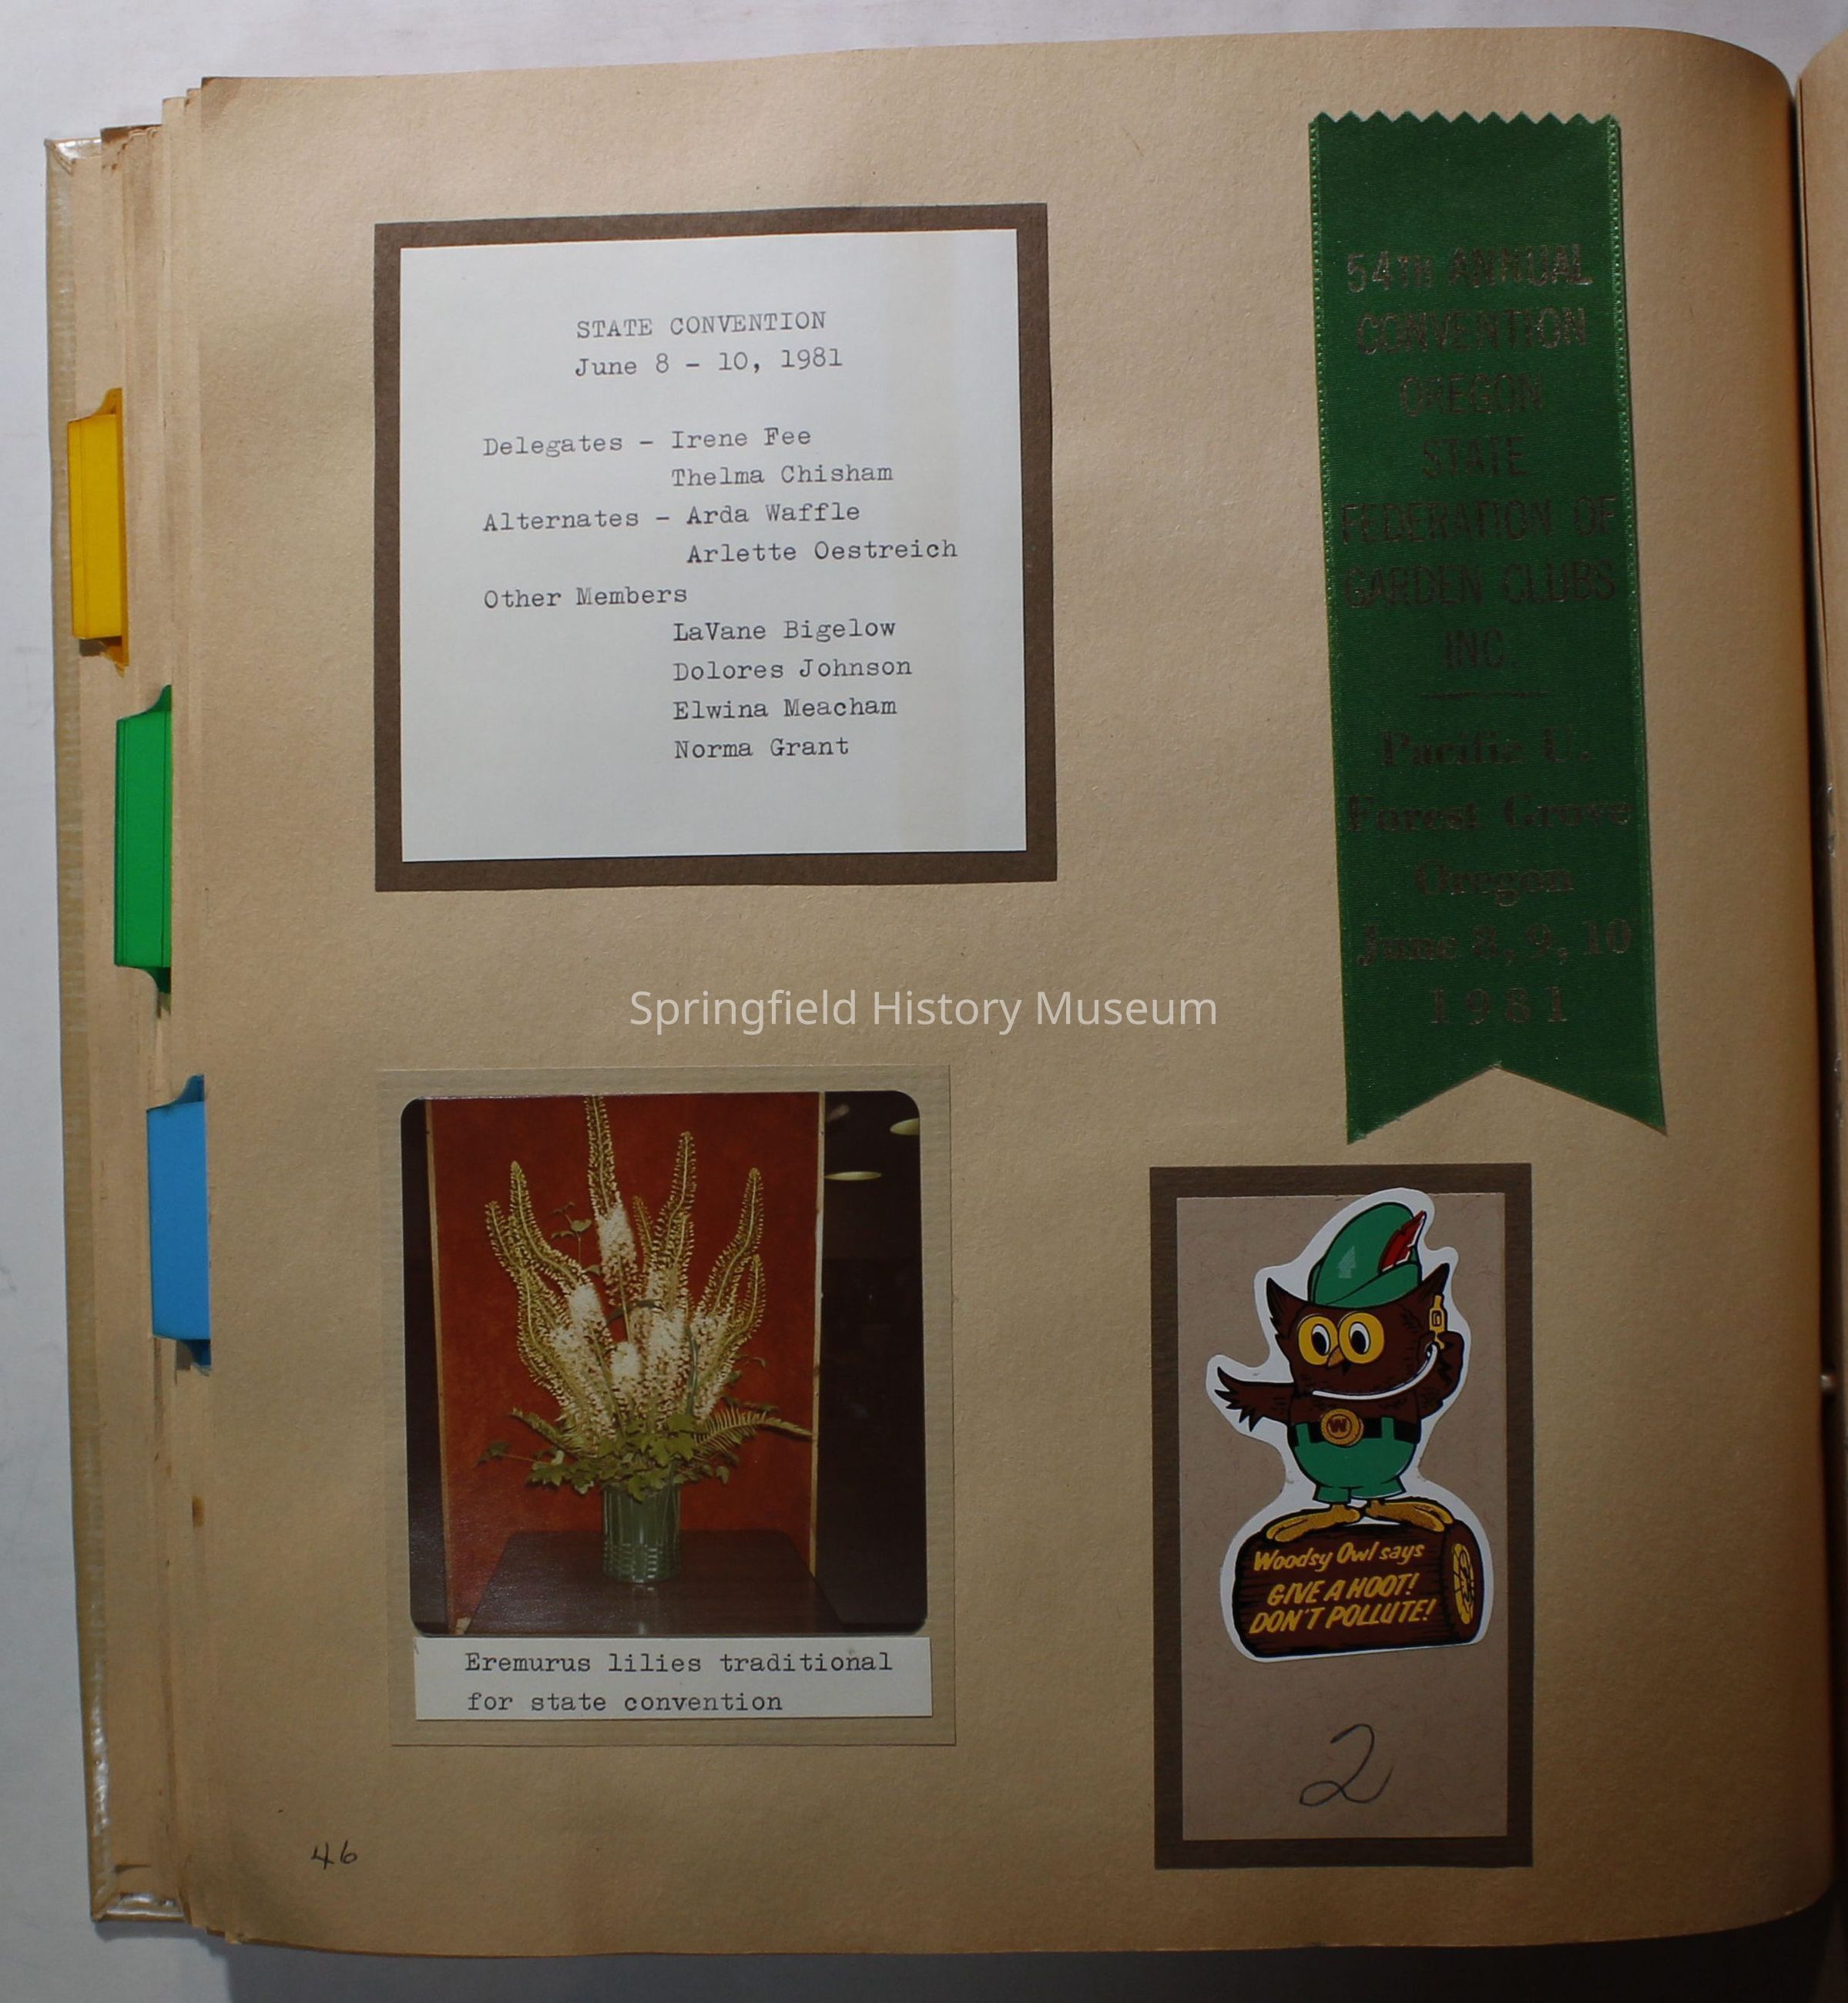 STATE CONVENTION
June 8 - 10, 1981
Delegates - Irene Fee
Thelma Chisham
Alternates - Arda Waffle
Arlette Oestreich
Other Members
LaVane Bigelow
Dolores Johnson
Elwina Meacham
Norma Grant
54TH ANNUAL
CONVENTION
OREGON
STATE
FEDERATION OF
GARDEN CLUBS
INC.
Pacific U.
Forest Grove
Oregon
June 8, 9, 10
1981
Springfield History Museum
Eremurus lilies traditional
for state convention
W
Woodsy Owl says
GIVE A HOOT!
DON'T POLLUTE!
2
46